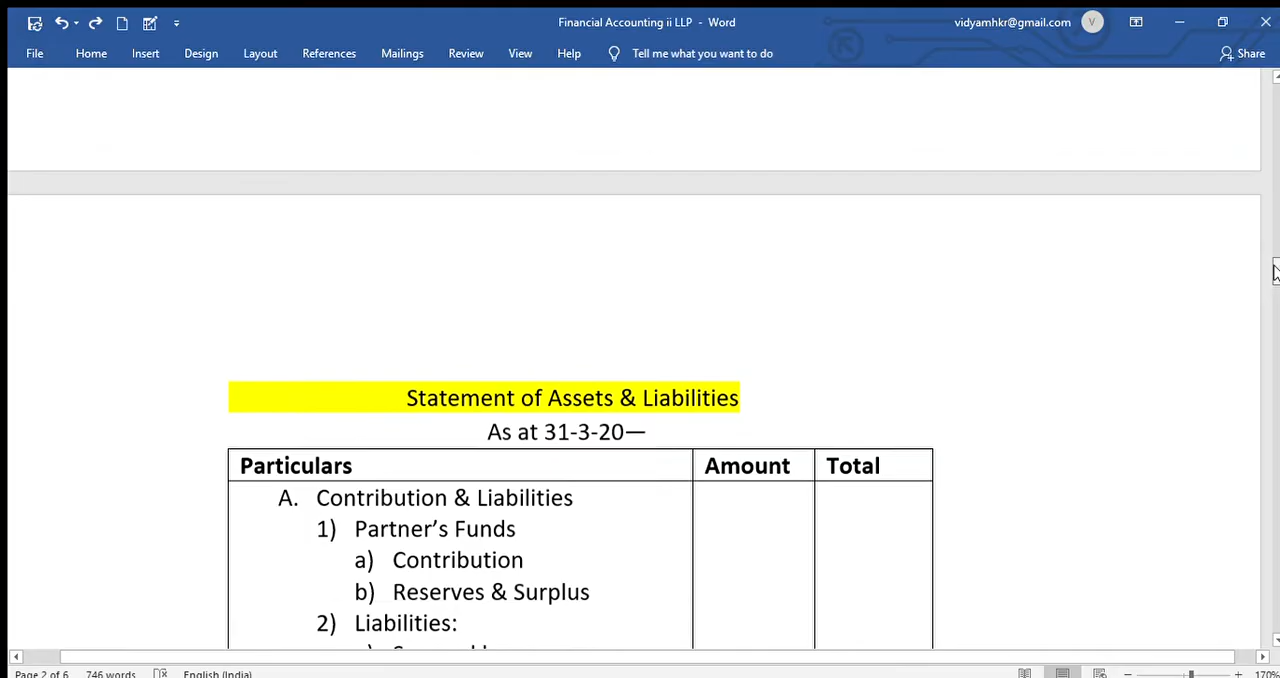 Financial Accounting ii LLP - Word
vidyamhkr@gmail.com V
File Home Insert Design Layout References Mailings Review View Help Tell me what you want to do Share
Statement of Assets & Liabilities
As at 31-3-20—
Particulars Amount Total
A. Contribution & Liabilities
1) Partner’s Funds
a) Contribution
b) Reserves & Surplus
2) Liabilities:
Page 2 of 6 746 words English (India) 170%